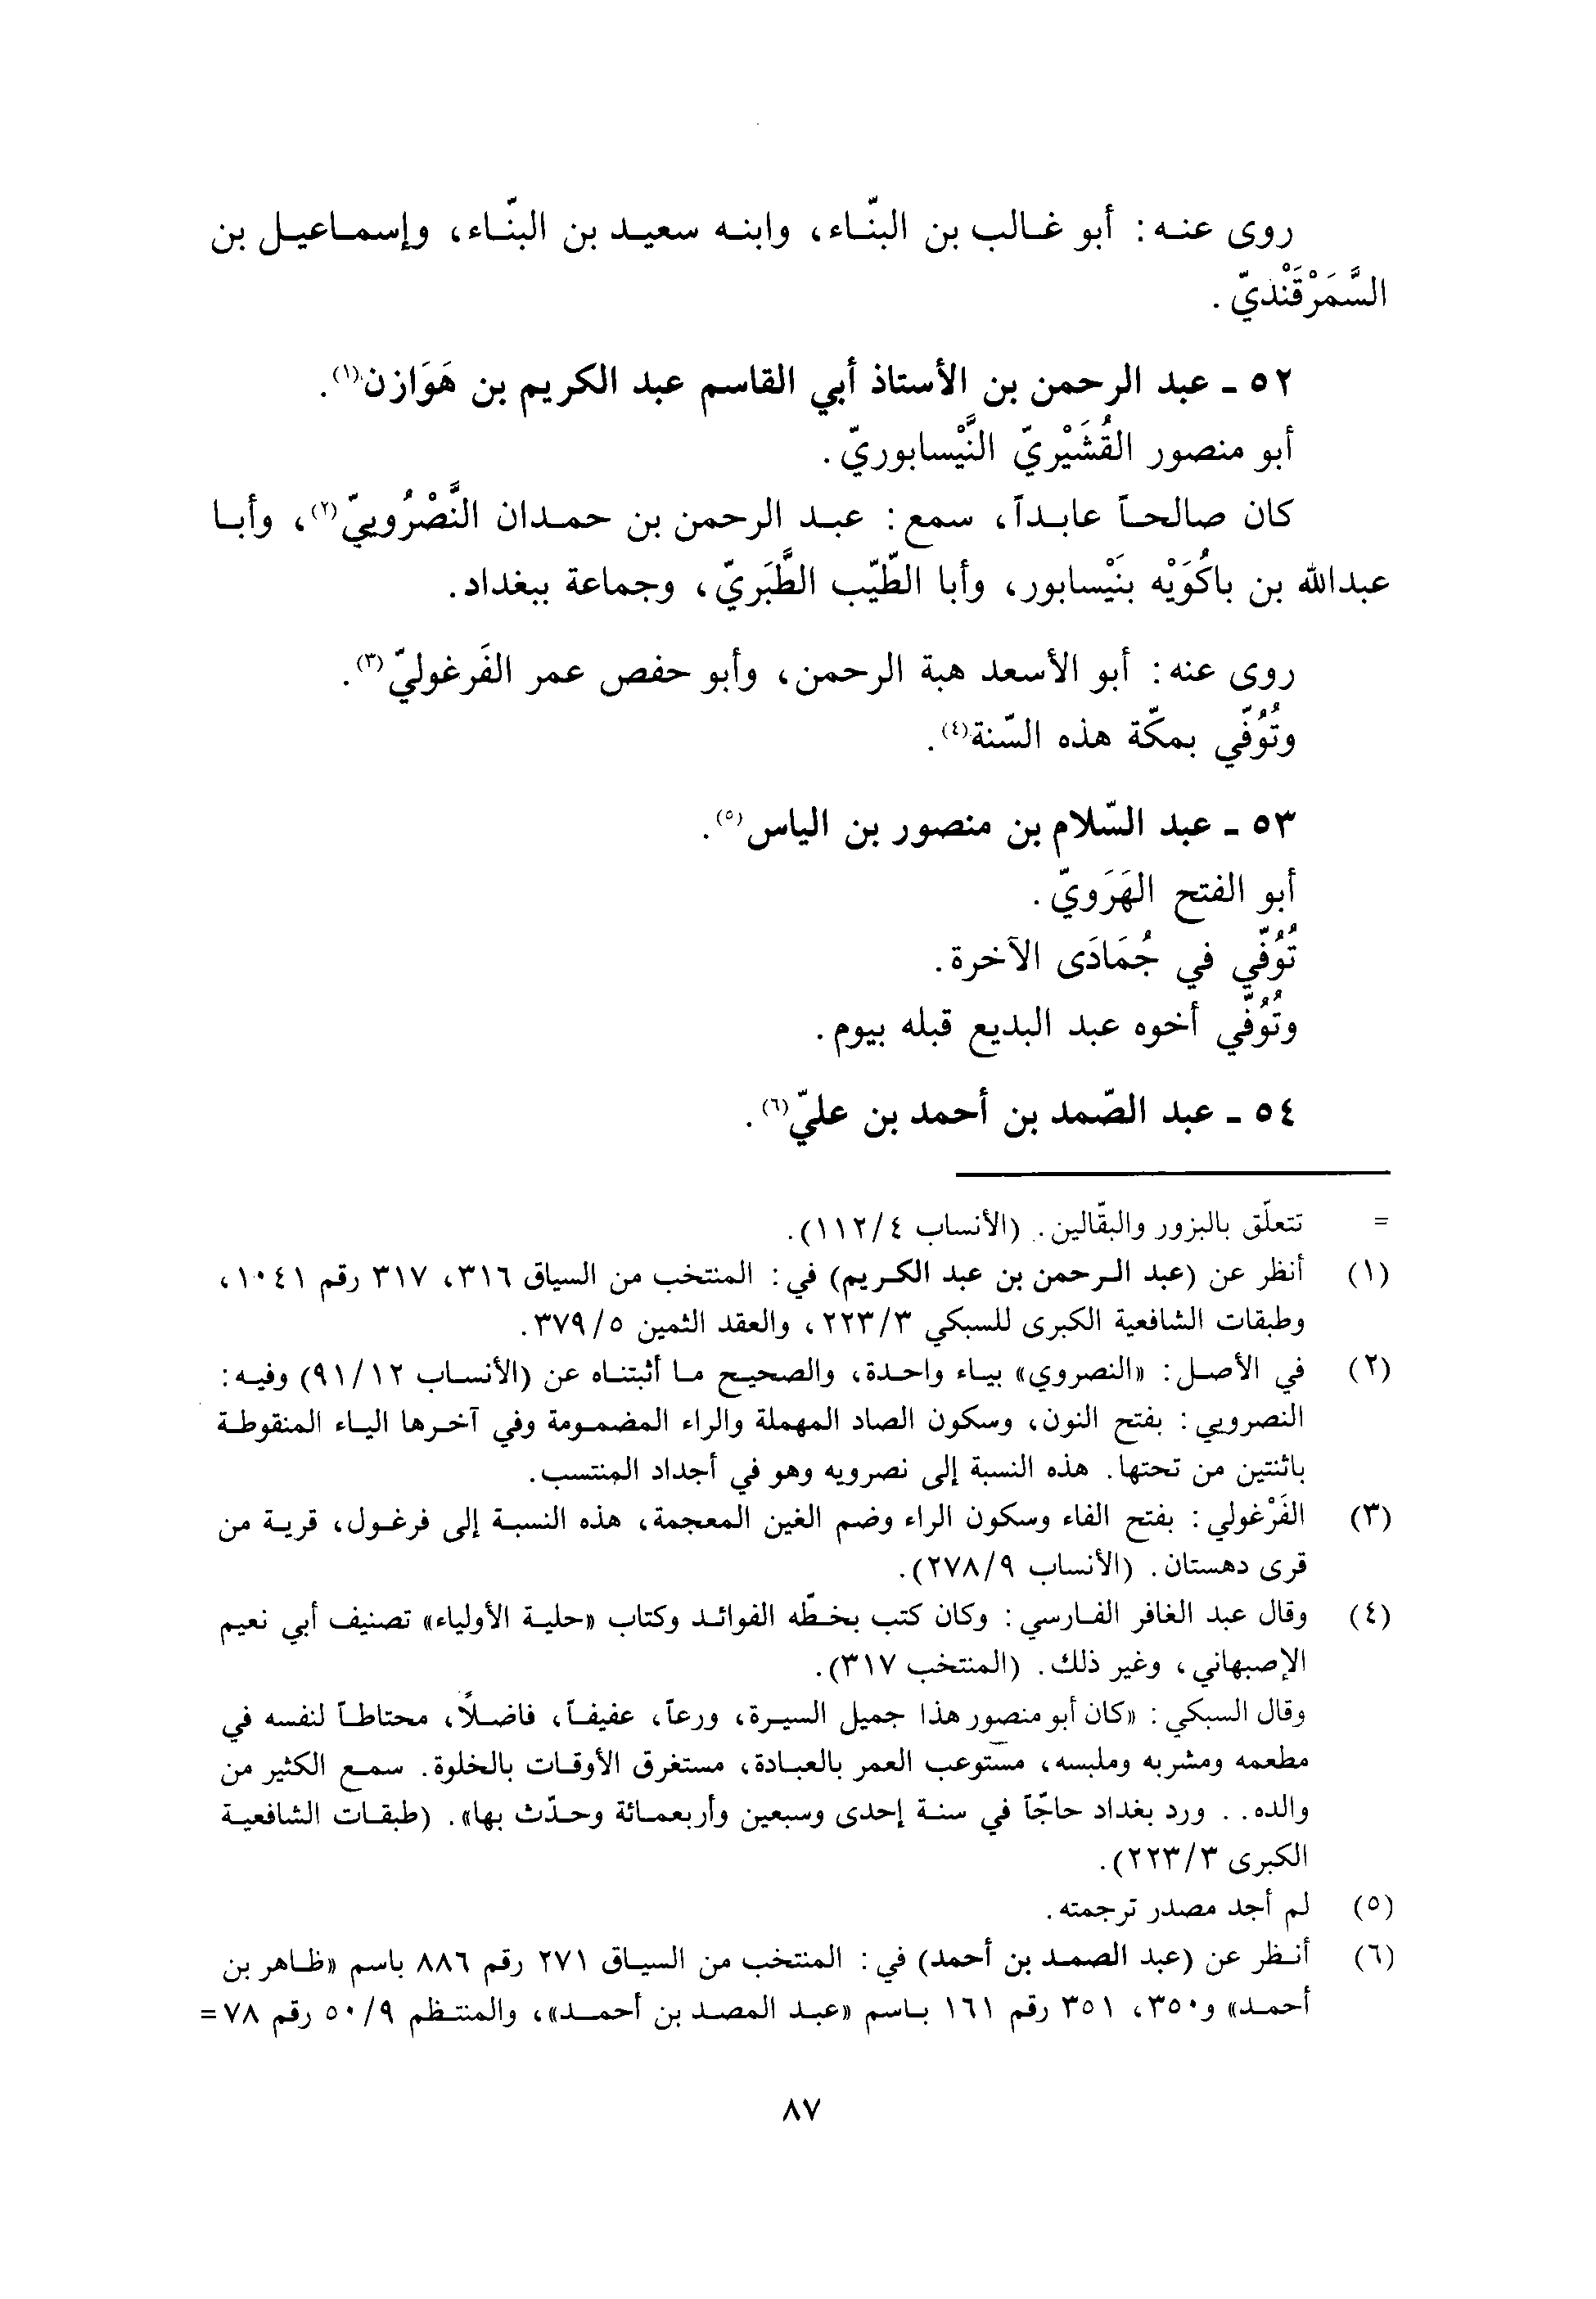 روى عنه: أبو غالب بن البنّاء، وابنه سعيد بن البنّاء، وإسماعيل بن
السَّمَرْقَنْديّ.
٥٢ ـ عبد الرحمن بن الأستاذ أبي القاسم عبد الكريم بن هَوَازن(١).
أبو منصور القُشَيْريّ النَّيْسابوريّ.
كان صالحاً عابداً، سمع: عبد الرحمن بن حمدان النَّصْرُوييّ(٢)، وأبا
عبدالله بن باكُوَيْه بنَيْسابور، وأبا الطّيّب الطَّبَريّ، وجماعة ببغداد.
روى عنه: أبو الأسعد هبة الرحمن، وأبو حفص عمر الفَرغوليّ(٣).
وتُوُفّي بمكّة هذه السّنة(٤).
٥٣ ـ عبد السّلام بن منصور بن الياس(٥).
أبو الفتح الهَرَويّ.
تُوُفّي في جُمَادَى الآخرة.
وتُوُفّي أخوه عبد البديع قبله بيوم.
٥٤ ـ عبد الصّمد بن أحمد بن عليّ(٦).
= تتعلّق بالبزور والبقّالين. (الأنساب ١١٢/٤).
(١) أنظر عن (عبد الرحمن بن عبد الكريم) في: المنتخب من السياق ٣١٦، ٣١٧ رقم ١٠٤١،
وطبقات الشافعية الكبرى للسبكي ٢٢٣/٣، والعقد الثمين ٣٧٩/٥.
(٢) في الأصل: «النصروي» بياء واحدة، والصحيح ما أثبتناه عن (الأنساب ٩١/١٢) وفيه:
النصرويي: بفتح النون، وسكون الصاد المهملة والراء المضمومة وفي آخرها الياء المنقوطة
باثنتين من تحتها. هذه النسبة إلى نصرويه وهو في أجداد المنتسب.
(٣) الفَرْغولي: بفتح الفاء وسكون الراء وضم الغين المعجمة، هذه النسبة إلى فرغول، قرية من
قرى دهستان. (الأنساب ٢٧٨/٩).
(٤) وقال عبد الغافر الفارسي: وكان كتب بخطّه الفوائد وكتاب «حلية الأولياء» تصنيف أبي نعيم
الإصبهاني، وغير ذلك. (المنتخب ٣١٧).
وقال السبكي: «كان أبو منصور هذا جميل السيرة، ورعاً، عفيفاً، فاضلاً، محتاطاً لنفسه في
مطعمه ومشربه وملبسه، مستوعب العمر بالعبادة، مستغرق الأوقات بالخلوة. سمع الكثير من
والده.. ورد بغداد حاجّاً في سنة إحدى وسبعين وأربعمائة وحدّث بها». (طبقات الشافعية
الكبرى ٢٢٣/٣).
(٥) لم أجد مصدر ترجمته.
(٦) أنظر عن (عبد الصمد بن أحمد) في: المنتخب من السياق ٢٧١ رقم ٨٨٦ باسم «ظاهر بن
أحمد» و٣٥٠، ٣٥١ رقم ١٦١ باسم «عبد المصد بن أحمد»، والمنتظم ٥٠/٩ رقم ٧٨ =
٨٧